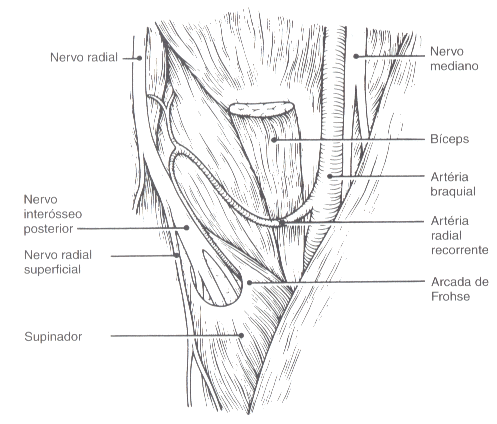 Nervo radial
Nervo
interósseo
posterior
Nervo radial
superficial
Supinador
Nervo
mediano
Bíceps
Artéria
braquial
Artéria
radial
recorrente
Arcada de
Frohse